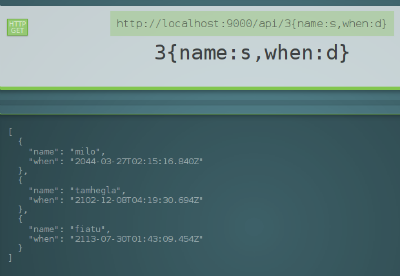 HTTP
GET
http://localhost:9000/api/3{name:s,when:d}
3{name:s,when:d}
[
  {
    "name": "milo",
    "when": "2044-03-27T02:15:16.840Z"
  },
  {
    "name": "tamhegla",
    "when": "2102-12-08T04:19:30.694Z"
  },
  {
    "name": "fiatu",
    "when": "2113-07-30T01:43:09.454Z"
  }
]